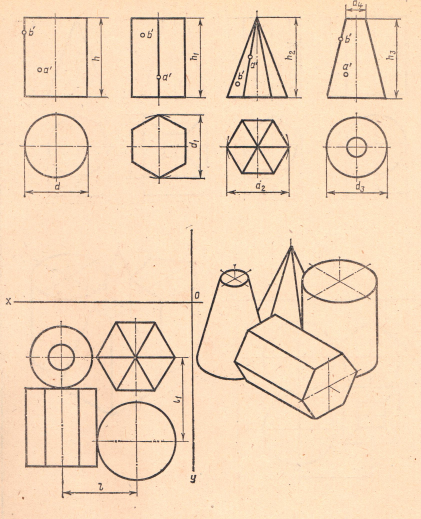 d₄
b'
a'
h
b'
a'
h₁
a'
b'
h₂
b'
a'
h₃
d
d₁
d₂
d₃
x
0
l₁
l
y